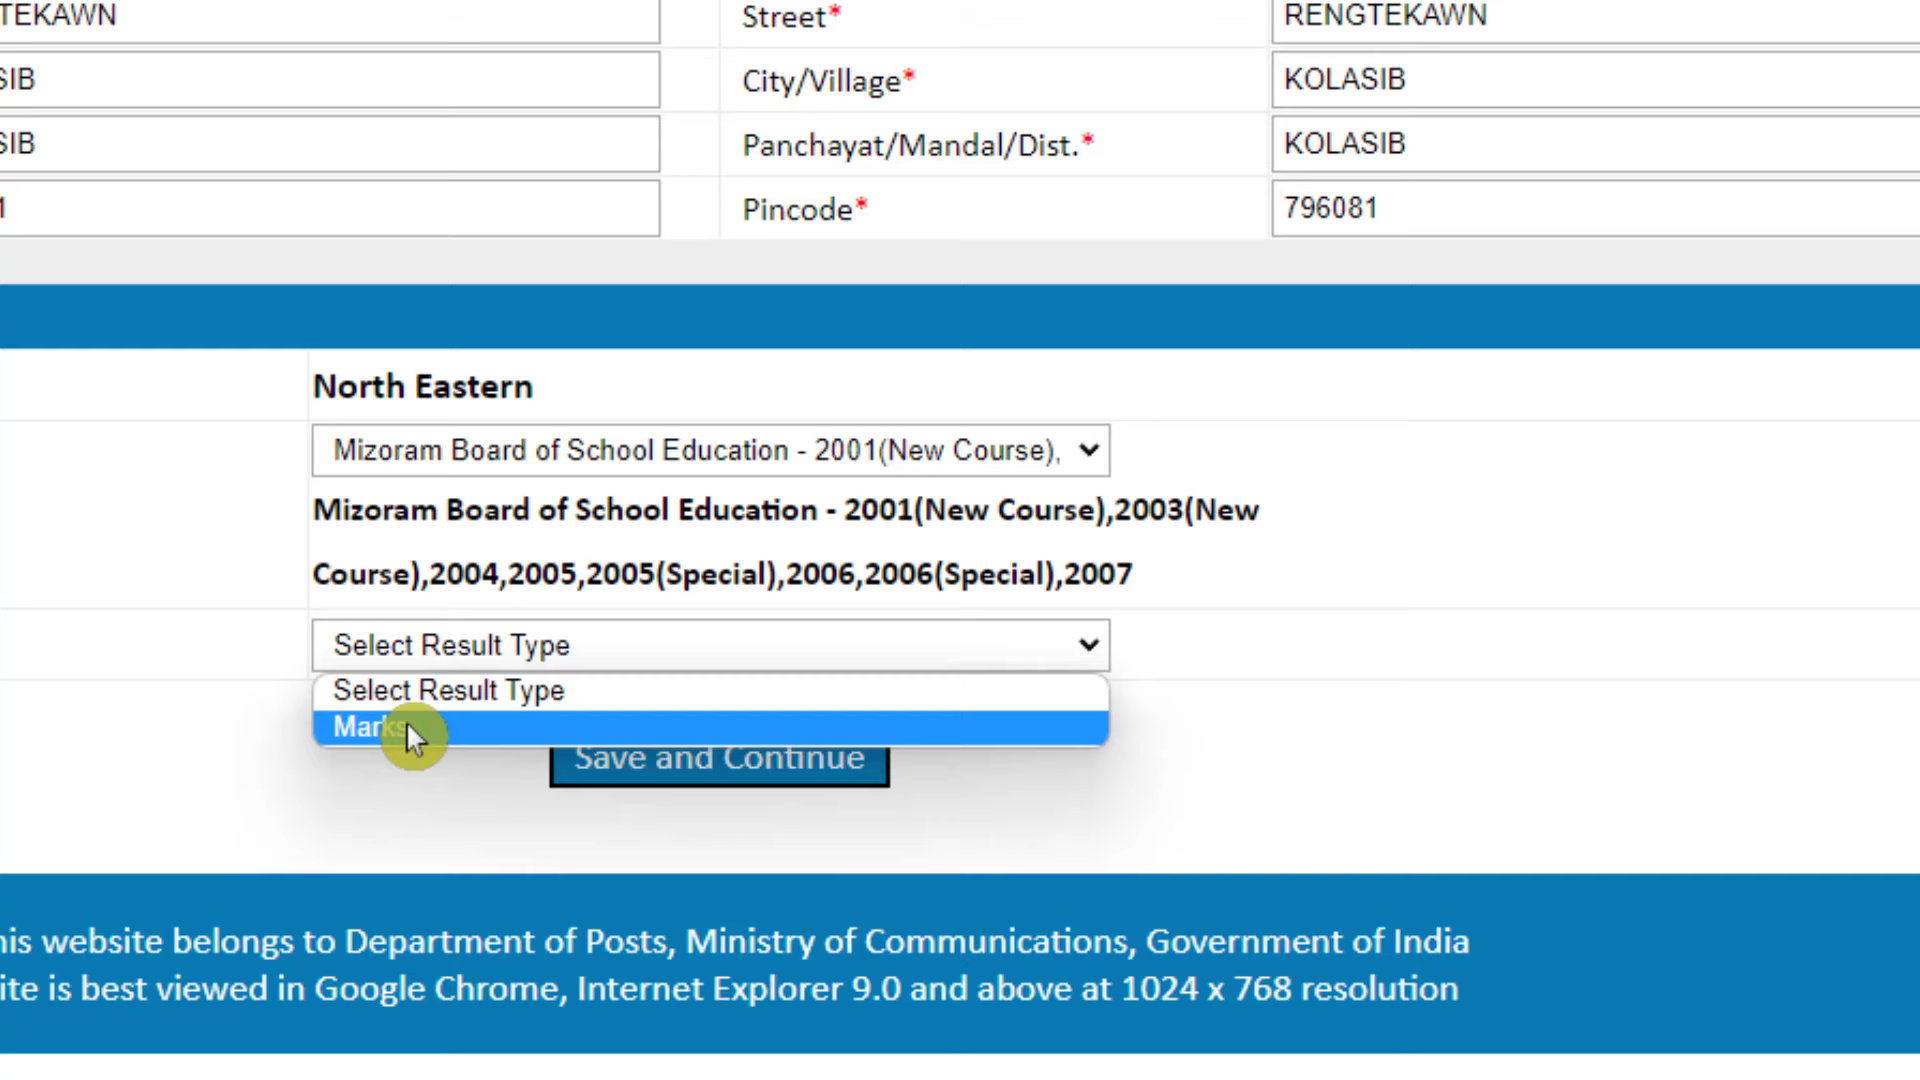 TEKAWN Street* RENGTEKAWN
SIB City/Village* KOLASIB
SIB Panchayat/Mandal/Dist.* KOLASIB
1 Pincode* 796081
North Eastern
Mizoram Board of School Education - 2001(New Course),
Mizoram Board of School Education - 2001(New Course),2003(New
Course),2004,2005,2005(Special),2006,2006(Special),2007
Select Result Type
Select Result Type
Marks
Save and Continue
his website belongs to Department of Posts, Ministry of Communications, Government of India
ite is best viewed in Google Chrome, Internet Explorer 9.0 and above at 1024 x 768 resolution